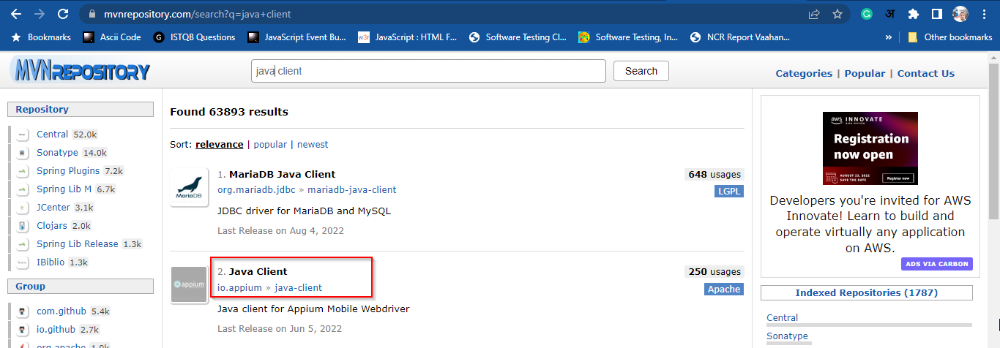 mvnrepository.com/search?q=java+client
Bookmarks
Ascii Code
ISTQB Questions
JavaScript Event Bu...
JavaScript : HTML F...
Software Testing Cl...
Software Testing, In...
NCR Report Vaahan...
»
Other bookmarks
MVNREPOSITORY
java client
Search
Categories | Popular | Contact Us
Repository
Central 52.0k
Sonatype 14.0k
Spring Plugins 7.2k
Spring Lib M 6.7k
JCenter 3.1k
Clojars 2.0k
Spring Lib Release 1.3k
IBiblio 1.3k
Group
com.github 5.4k
io.github 2.7k
org.apache 1.9k
Found 63893 results
Sort: relevance | popular | newest
MariaDB
1. MariaDB Java Client
648 usages
org.mariadb.jdbc » mariadb-java-client
LGPL
JDBC driver for MariaDB and MySQL
Last Release on Aug 4, 2022
appium
2. Java Client
250 usages
io.appium » java-client
Apache
Java client for Appium Mobile Webdriver
Last Release on Jun 5, 2022
aws INNOVATE
DATA EDITION
Registration
now open
AUGUST 23, 2022
SAVE THE DATE
Register now
Developers you're invited for AWS
Innovate! Learn to build and
operate virtually any application
on AWS.
ADS VIA CARBON
Indexed Repositories (1787)
Central
Sonatype